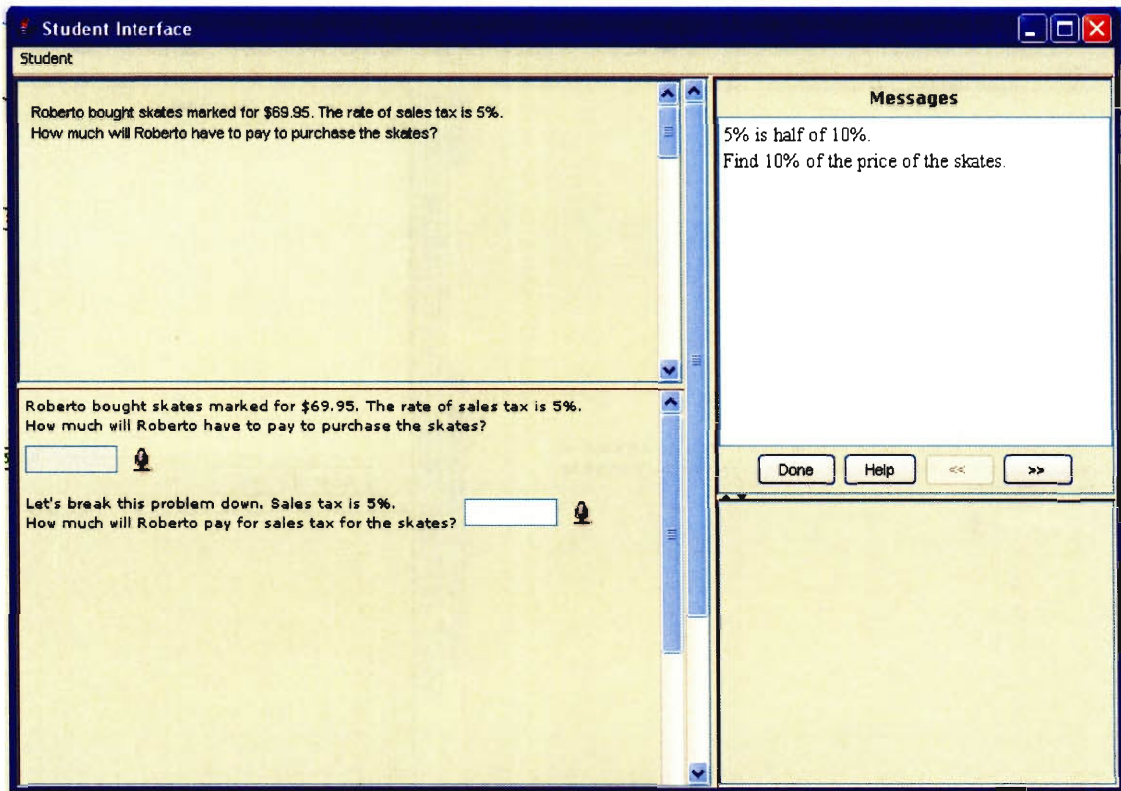 Student Interface
Student
Roberto bought skates marked for $69.95. The rate of sales tax is 5%.
How much will Roberto have to pay to purchase the skates?
Messages
5% is half of 10%.
Find 10% of the price of the skates.
Done
Help
<<
>>
Roberto bought skates marked for $69.95. The rate of sales tax is 5%.
How much will Roberto have to pay to purchase the skates?
Let's break this problem down. Sales tax is 5%.
How much will Roberto pay for sales tax for the skates?